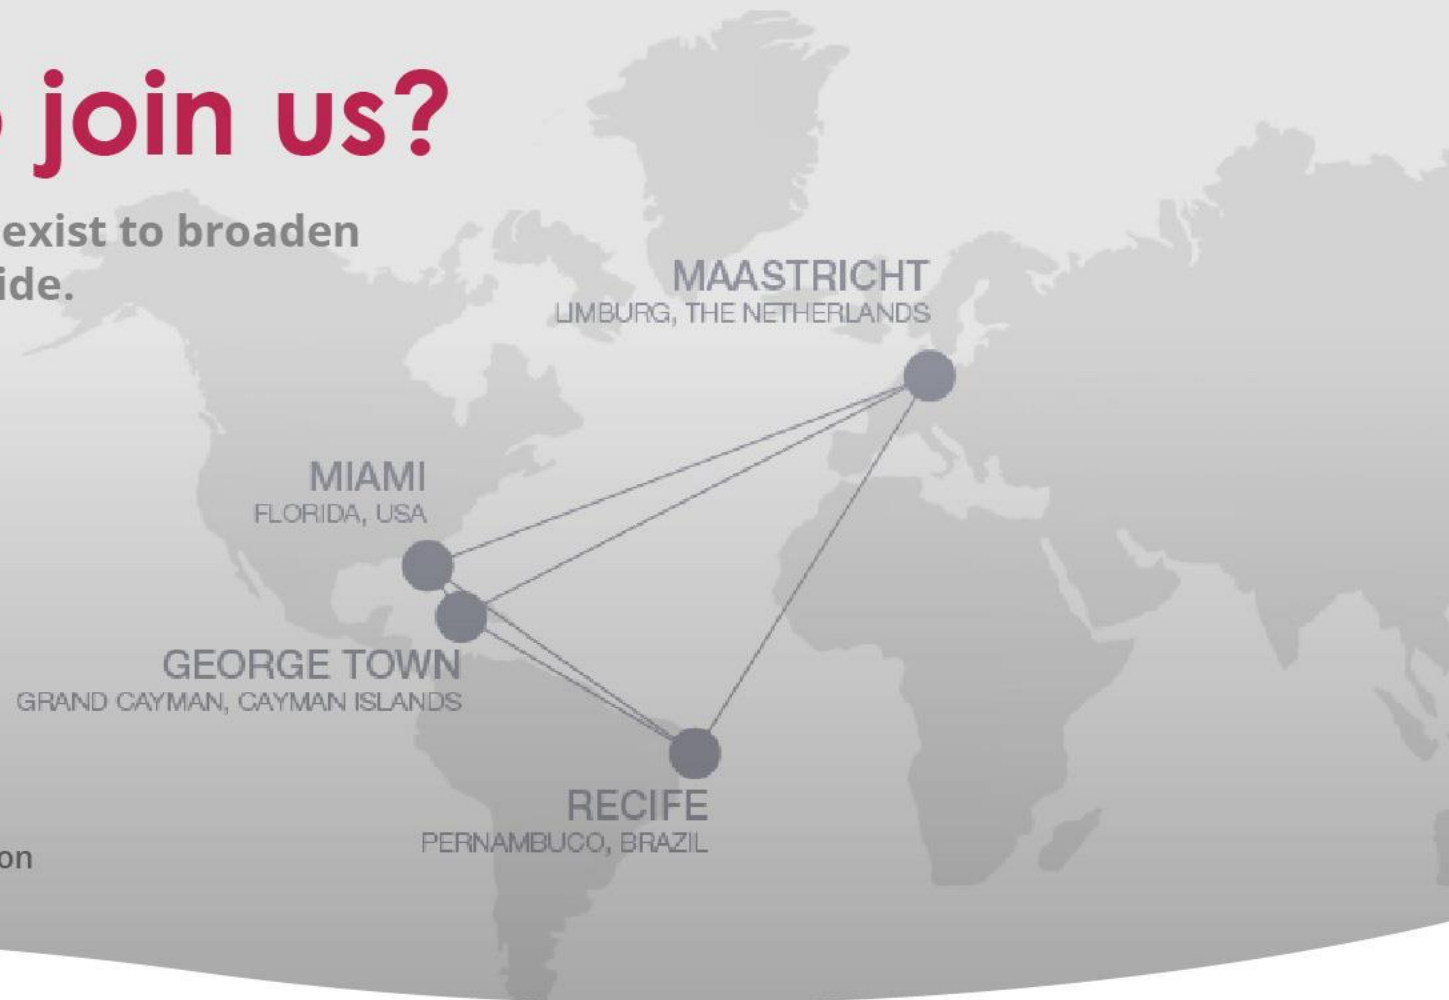 join us?
exist to broaden
ide.
MAASTRICHT
LIMBURG, THE NETHERLANDS
MIAMI
FLORIDA, USA
GEORGE TOWN
GRAND CAYMAN, CAYMAN ISLANDS
RECIFE
PERNAMBUCO, BRAZIL
on